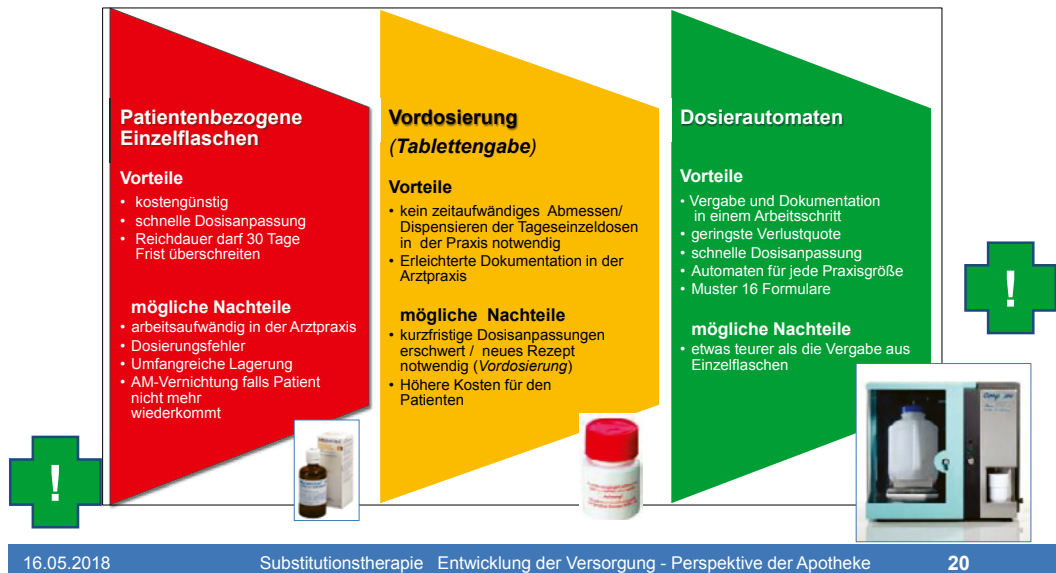 Patientenbezogene
Einzelflaschen
Vorteile
• kostengünstig
• schnelle Dosisanpassung
• Reichdauer darf 30 Tage
Frist überschreiten
mögliche Nachteile
• arbeitsaufwändig in der Arztpraxis
• Dosierungsfehler
• Umfangreiche Lagerung
• AM-Vernichtung falls Patient
nicht mehr
wiederkommt
Vordosierung
(Tablettengabe)
Vorteile
• kein zeitaufwändiges Abmessen/
Dispensieren der Tageseinzeldosen
in der Praxis notwendig
• Erleichterte Dokumentation in der
Arztpraxis
mögliche Nachteile
• kurzfristige Dosisanpassungen
erschwert / neues Rezept
notwendig (Vordosierung)
• Höhere Kosten für den
Patienten
Dosierautomaten
Vorteile
• Vergabe und Dokumentation
in einem Arbeitsschritt
• geringste Verlustquote
• schnelle Dosisanpassung
• Automaten für jede Praxisgröße
• Muster 16 Formulare
mögliche Nachteile
• etwas teurer als die Vergabe aus
Einzelflaschen
!
!
16.05.2018 Substitutionstherapie Entwicklung der Versorgung - Perspektive der Apotheke 20